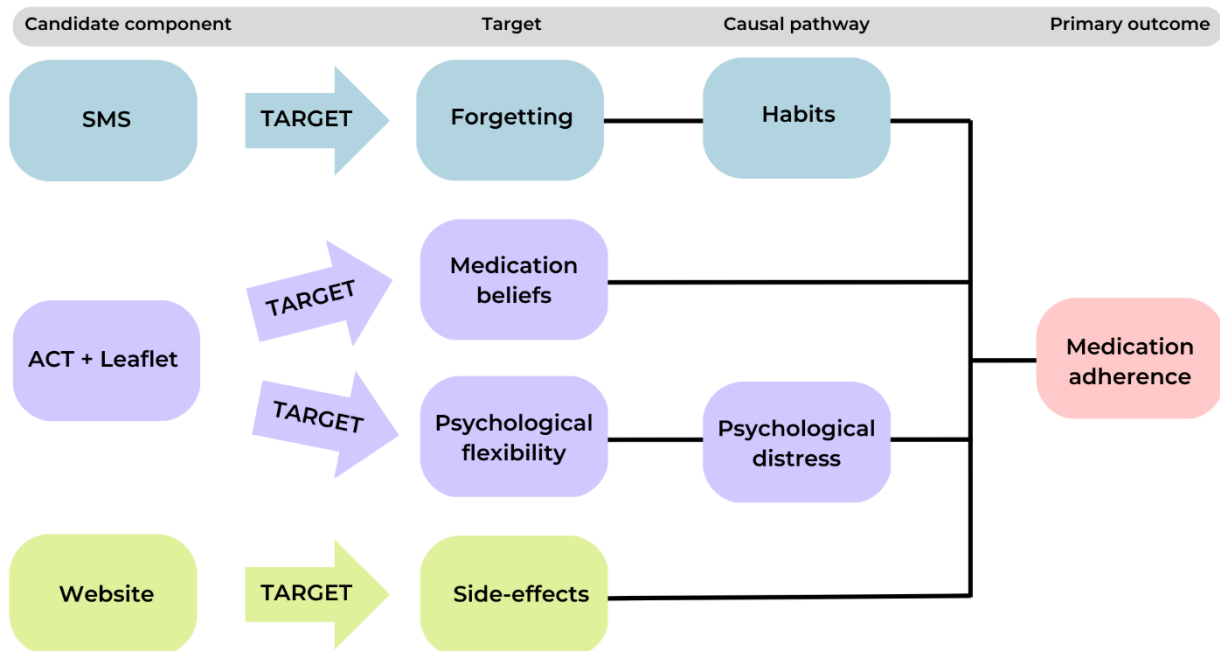 Candidate component Target Causal pathway Primary outcome
SMS TARGET Forgetting Habits
ACT + Leaflet
TARGET
Medication
beliefs
TARGET
Psychological
flexibility
Psychological
distress
Medication
adherence
Website TARGET Side-effects